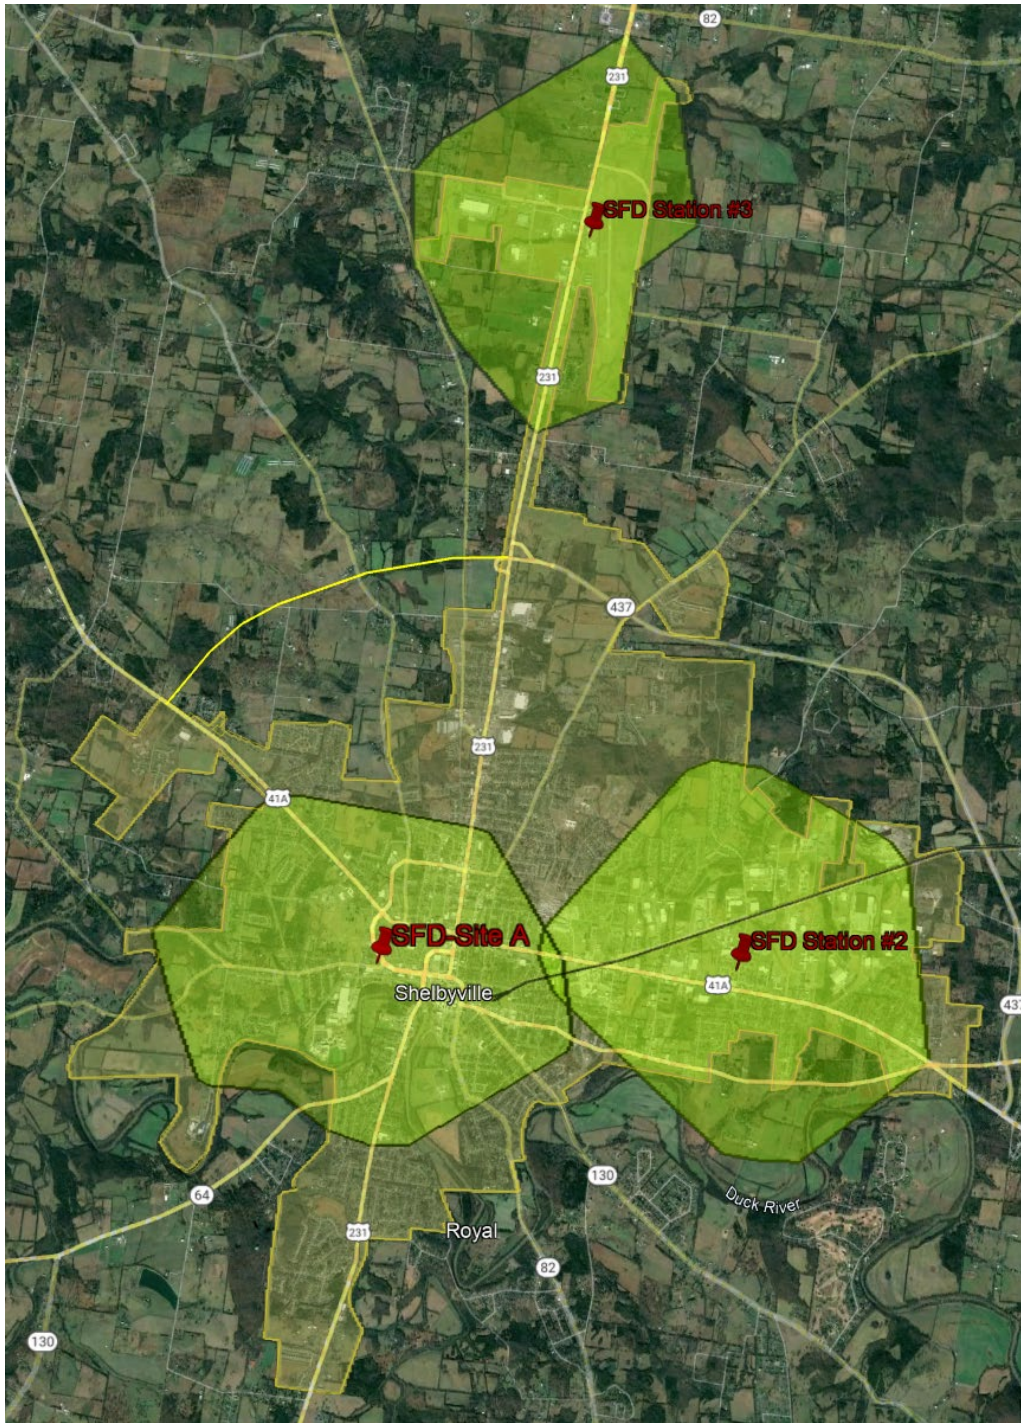 82
231
SFD Station #3
231
437
231
41A
SFD-Site A
SFD Station #2
41A
Shelbyville
437
130
64
Duck River
231
Royal
82
130